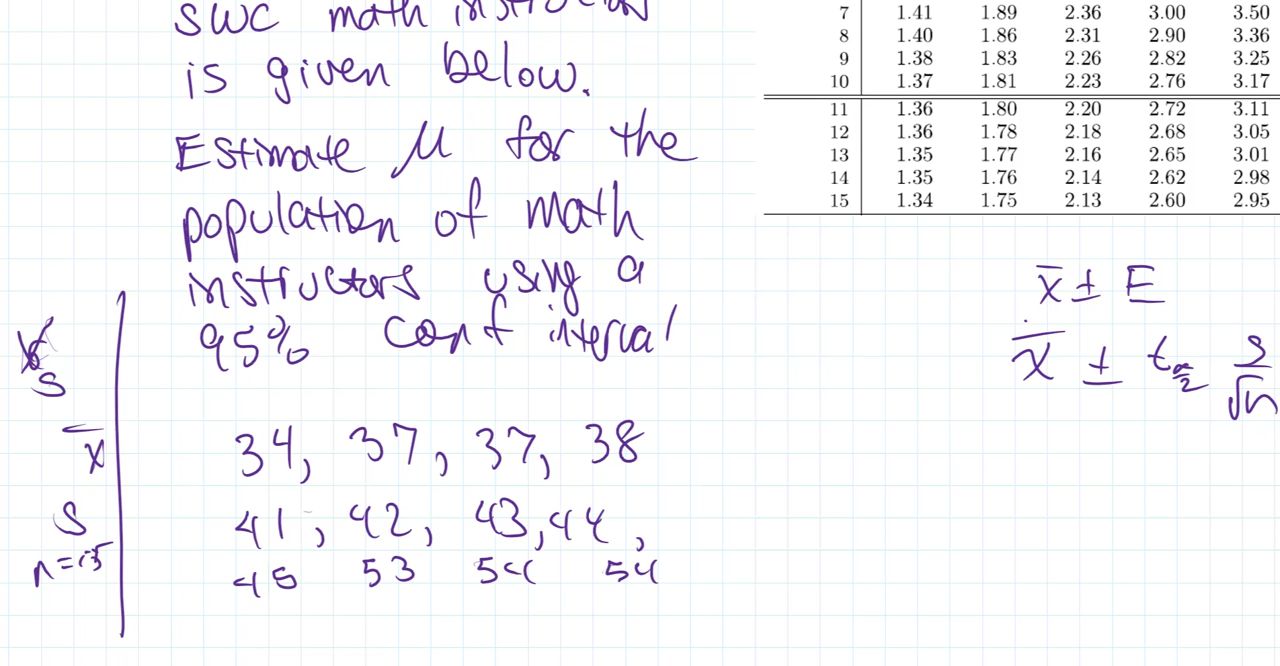 SWC math instructors
is given below.
Estimate μ for the
population of math
instructors using a
95% conf interval
34, 37, 37, 38
41, 42, 43, 44,
45 53 54 54
s
x̄
s
n=15
7 1.41 1.89 2.36 3.00 3.50
8 1.40 1.86 2.31 2.90 3.36
9 1.38 1.83 2.26 2.82 3.25
10 1.37 1.81 2.23 2.76 3.17
11 1.36 1.80 2.20 2.72 3.11
12 1.36 1.78 2.18 2.68 3.05
13 1.35 1.77 2.16 2.65 3.01
14 1.35 1.76 2.14 2.62 2.98
15 1.34 1.75 2.13 2.60 2.95
x̄ ± E
x̄ ± t α/2 s/√n